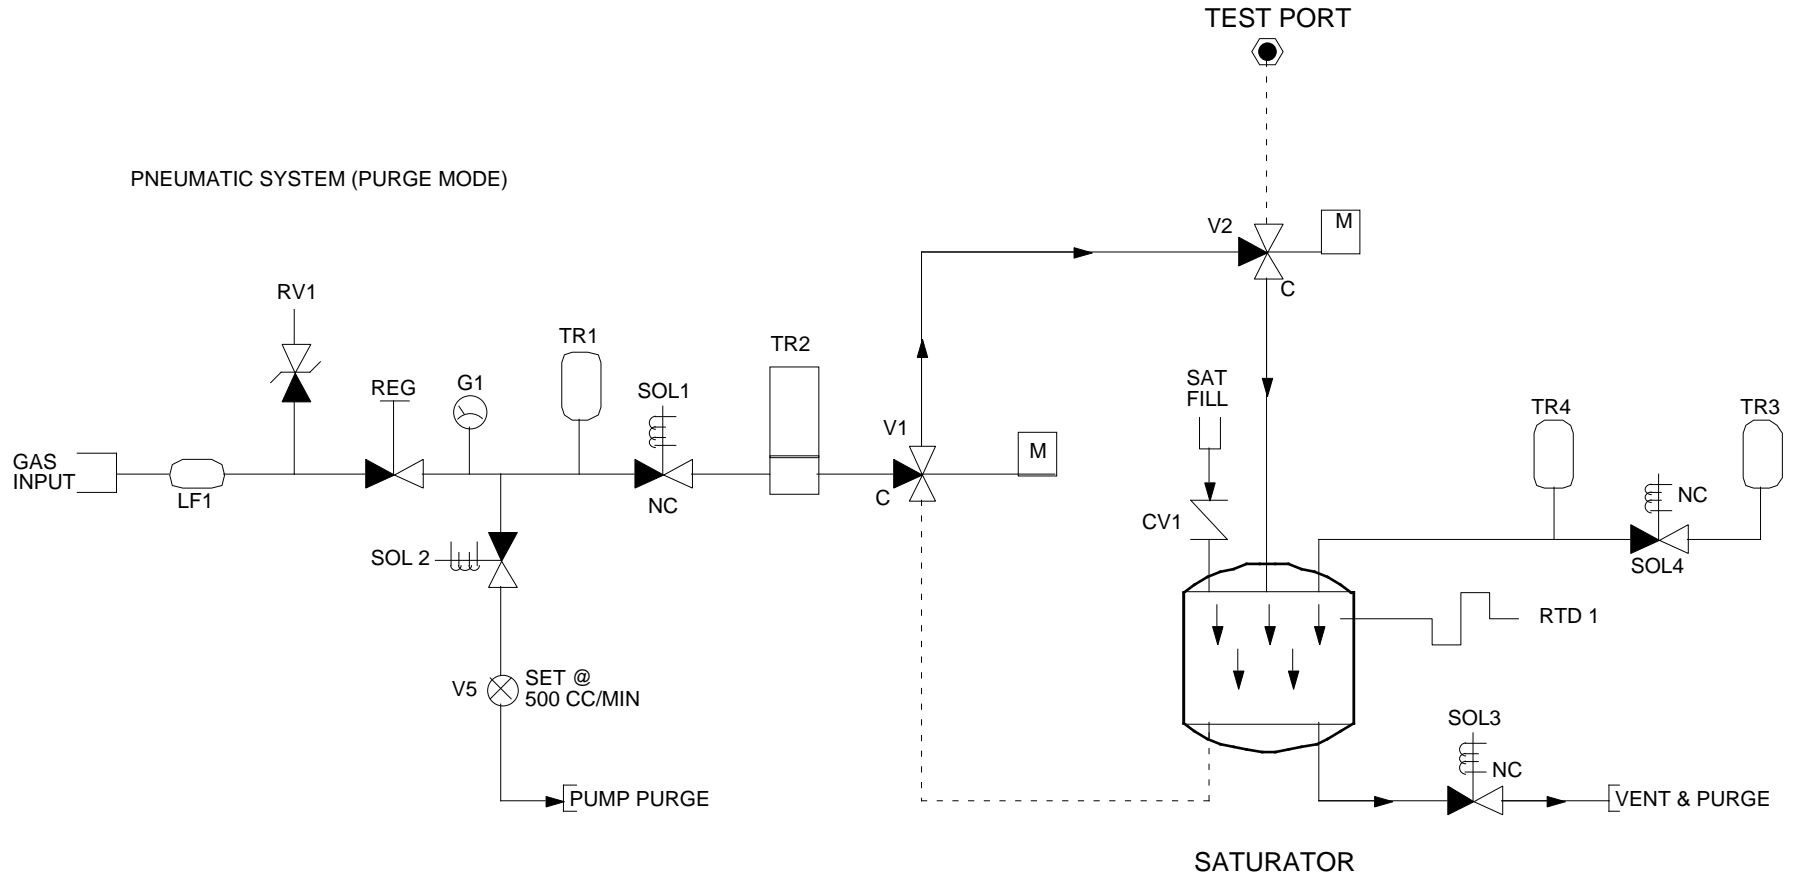 TEST PORT
PNEUMATIC SYSTEM (PURGE MODE)
V2
M
C
RV1
TR1
TR2
REG
G1
SOL1
SAT
FILL
TR4
TR3
V1
M
GAS
INPUT
LF1
C
NC
CV1
NC
SOL 2
SOL4
RTD 1
V5
SET @
500 CC/MIN
SOL3
NC
PUMP PURGE
VENT & PURGE
SATURATOR